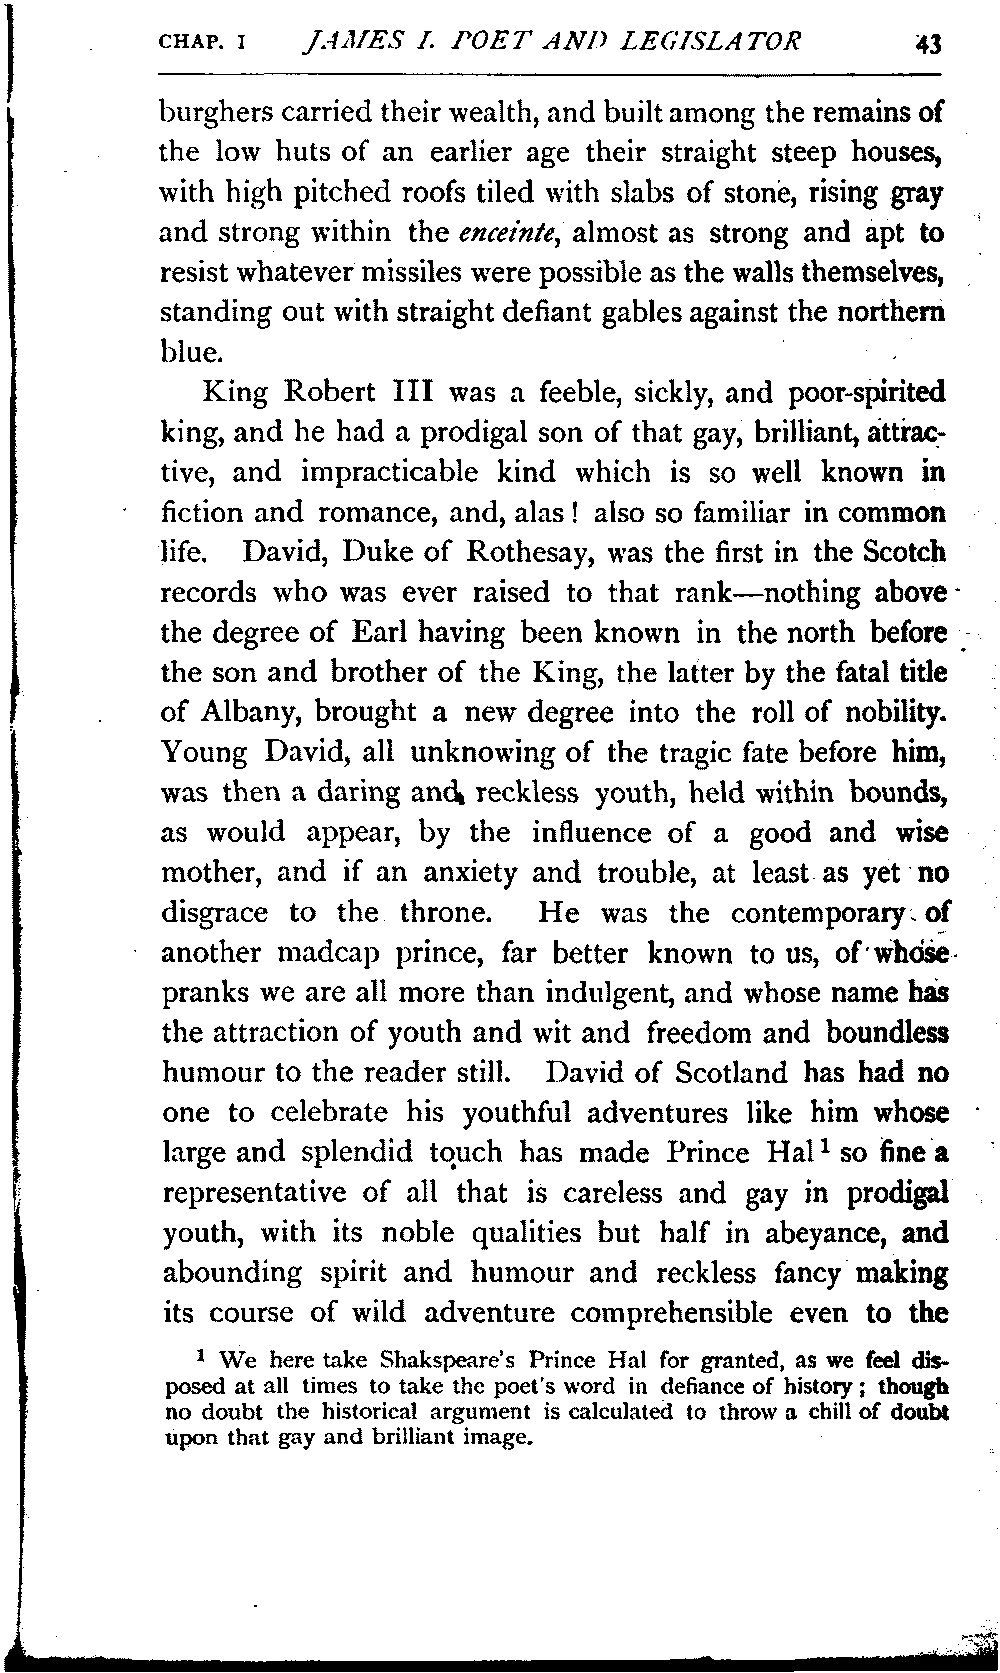 CHAP. I JAMES I. POET AND LEGISLATOR 43
burghers carried their wealth, and built among the remains of
the low huts of an earlier age their straight steep houses,
with high pitched roofs tiled with slabs of stone, rising gray
and strong within the enceinte, almost as strong and apt to
resist whatever missiles were possible as the walls themselves,
standing out with straight defiant gables against the northern
blue.
King Robert III was a feeble, sickly, and poor-spirited
king, and he had a prodigal son of that gay, brilliant, attrac-
tive, and impracticable kind which is so well known in
fiction and romance, and, alas! also so familiar in common
life. David, Duke of Rothesay, was the first in the Scotch
records who was ever raised to that rank—nothing above
the degree of Earl having been known in the north before
the son and brother of the King, the latter by the fatal title
of Albany, brought a new degree into the roll of nobility.
Young David, all unknowing of the tragic fate before him,
was then a daring and reckless youth, held within bounds,
as would appear, by the influence of a good and wise
mother, and if an anxiety and trouble, at least as yet no
disgrace to the throne. He was the contemporary of
another madcap prince, far better known to us, of whose
pranks we are all more than indulgent, and whose name has
the attraction of youth and wit and freedom and boundless
humour to the reader still. David of Scotland has had no
one to celebrate his youthful adventures like him whose
large and splendid touch has made Prince Hal¹ so fine a
representative of all that is careless and gay in prodigal
youth, with its noble qualities but half in abeyance, and
abounding spirit and humour and reckless fancy making
its course of wild adventure comprehensible even to the
¹ We here take Shakspeare's Prince Hal for granted, as we feel dis-
posed at all times to take the poet's word in defiance of history; though
no doubt the historical argument is calculated to throw a chill of doubt
upon that gay and brilliant image.